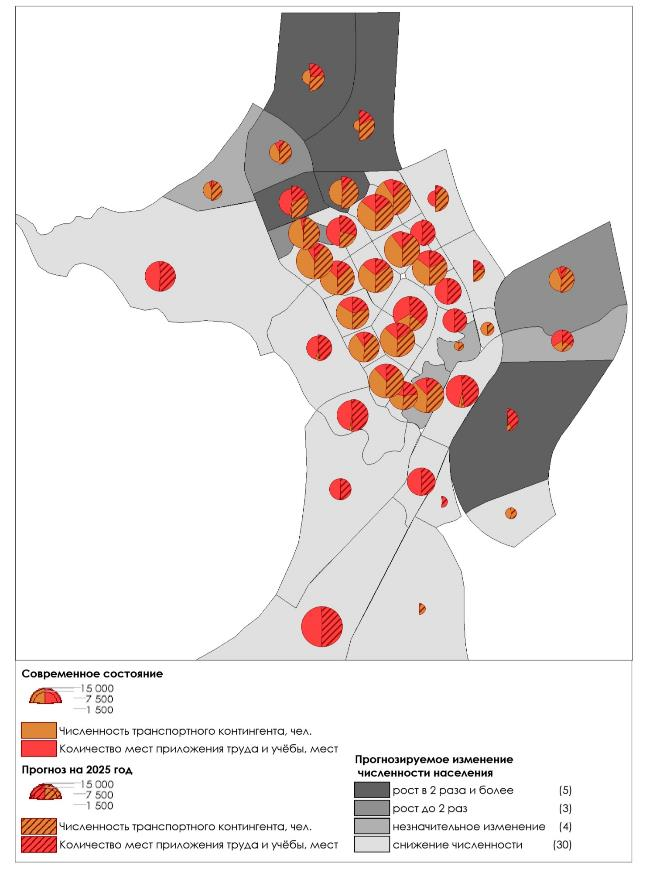 Современное состояние
15 000
7 500
1 500
Численность транспортного контингента, чел.
Количество мест приложения труда и учёбы, мест
Прогноз на 2025 год
15 000
7 500
1 500
Численность транспортного контингента, чел.
Количество мест приложения труда и учёбы, мест
Прогнозируемое изменение
численности населения
рост в 2 раза и более (5)
рост до 2 раз (3)
незначительное изменение (4)
снижение численности (30)